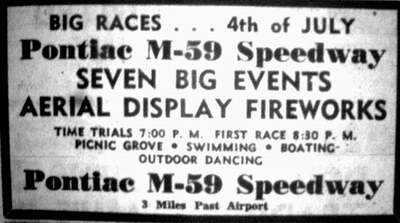 BIG RACES . . . 4th of JULY
Pontiac M-59 Speedway
SEVEN BIG EVENTS
AERIAL DISPLAY FIREWORKS
TIME TRIALS 7:00 P. M. FIRST RACE 8:30 P. M.
PICNIC GROVE • SWIMMING • BOATING
OUTDOOR DANCING
Pontiac M-59 Speedway
3 Miles Past Airport